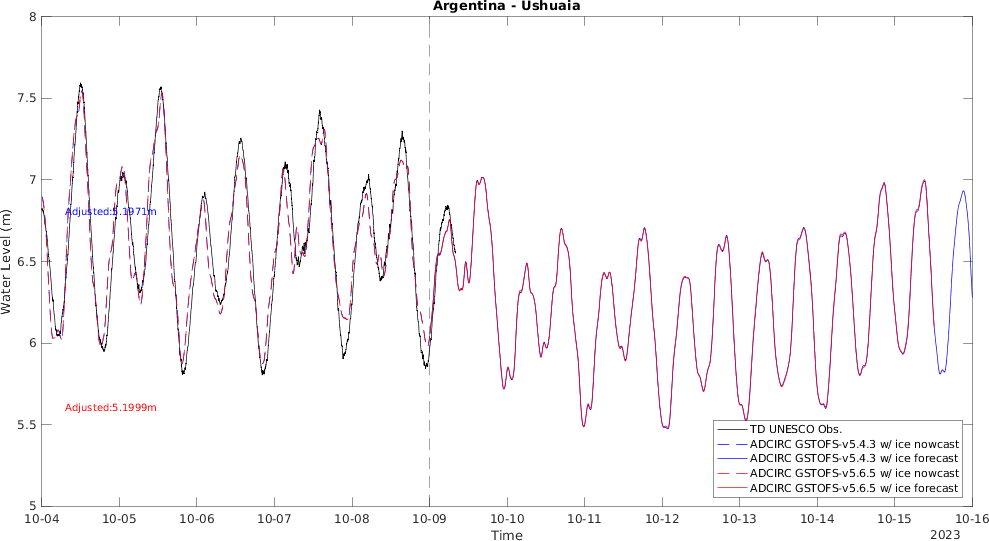 Argentina - Ushuaia
8
7.5
7
6.5
6
5.5
5
Water Level (m)
Adjusted:5.1971m
Adjusted:5.1999m
TD UNESCO Obs.
ADCIRC GSTOFS-v5.4.3 w/ ice nowcast
ADCIRC GSTOFS-v5.4.3 w/ ice forecast
ADCIRC GSTOFS-v5.6.5 w/ ice nowcast
ADCIRC GSTOFS-v5.6.5 w/ ice forecast
10-04 10-05 10-06 10-07 10-08 10-09 10-10 10-11 10-12 10-13 10-14 10-15 10-16
Time
2023